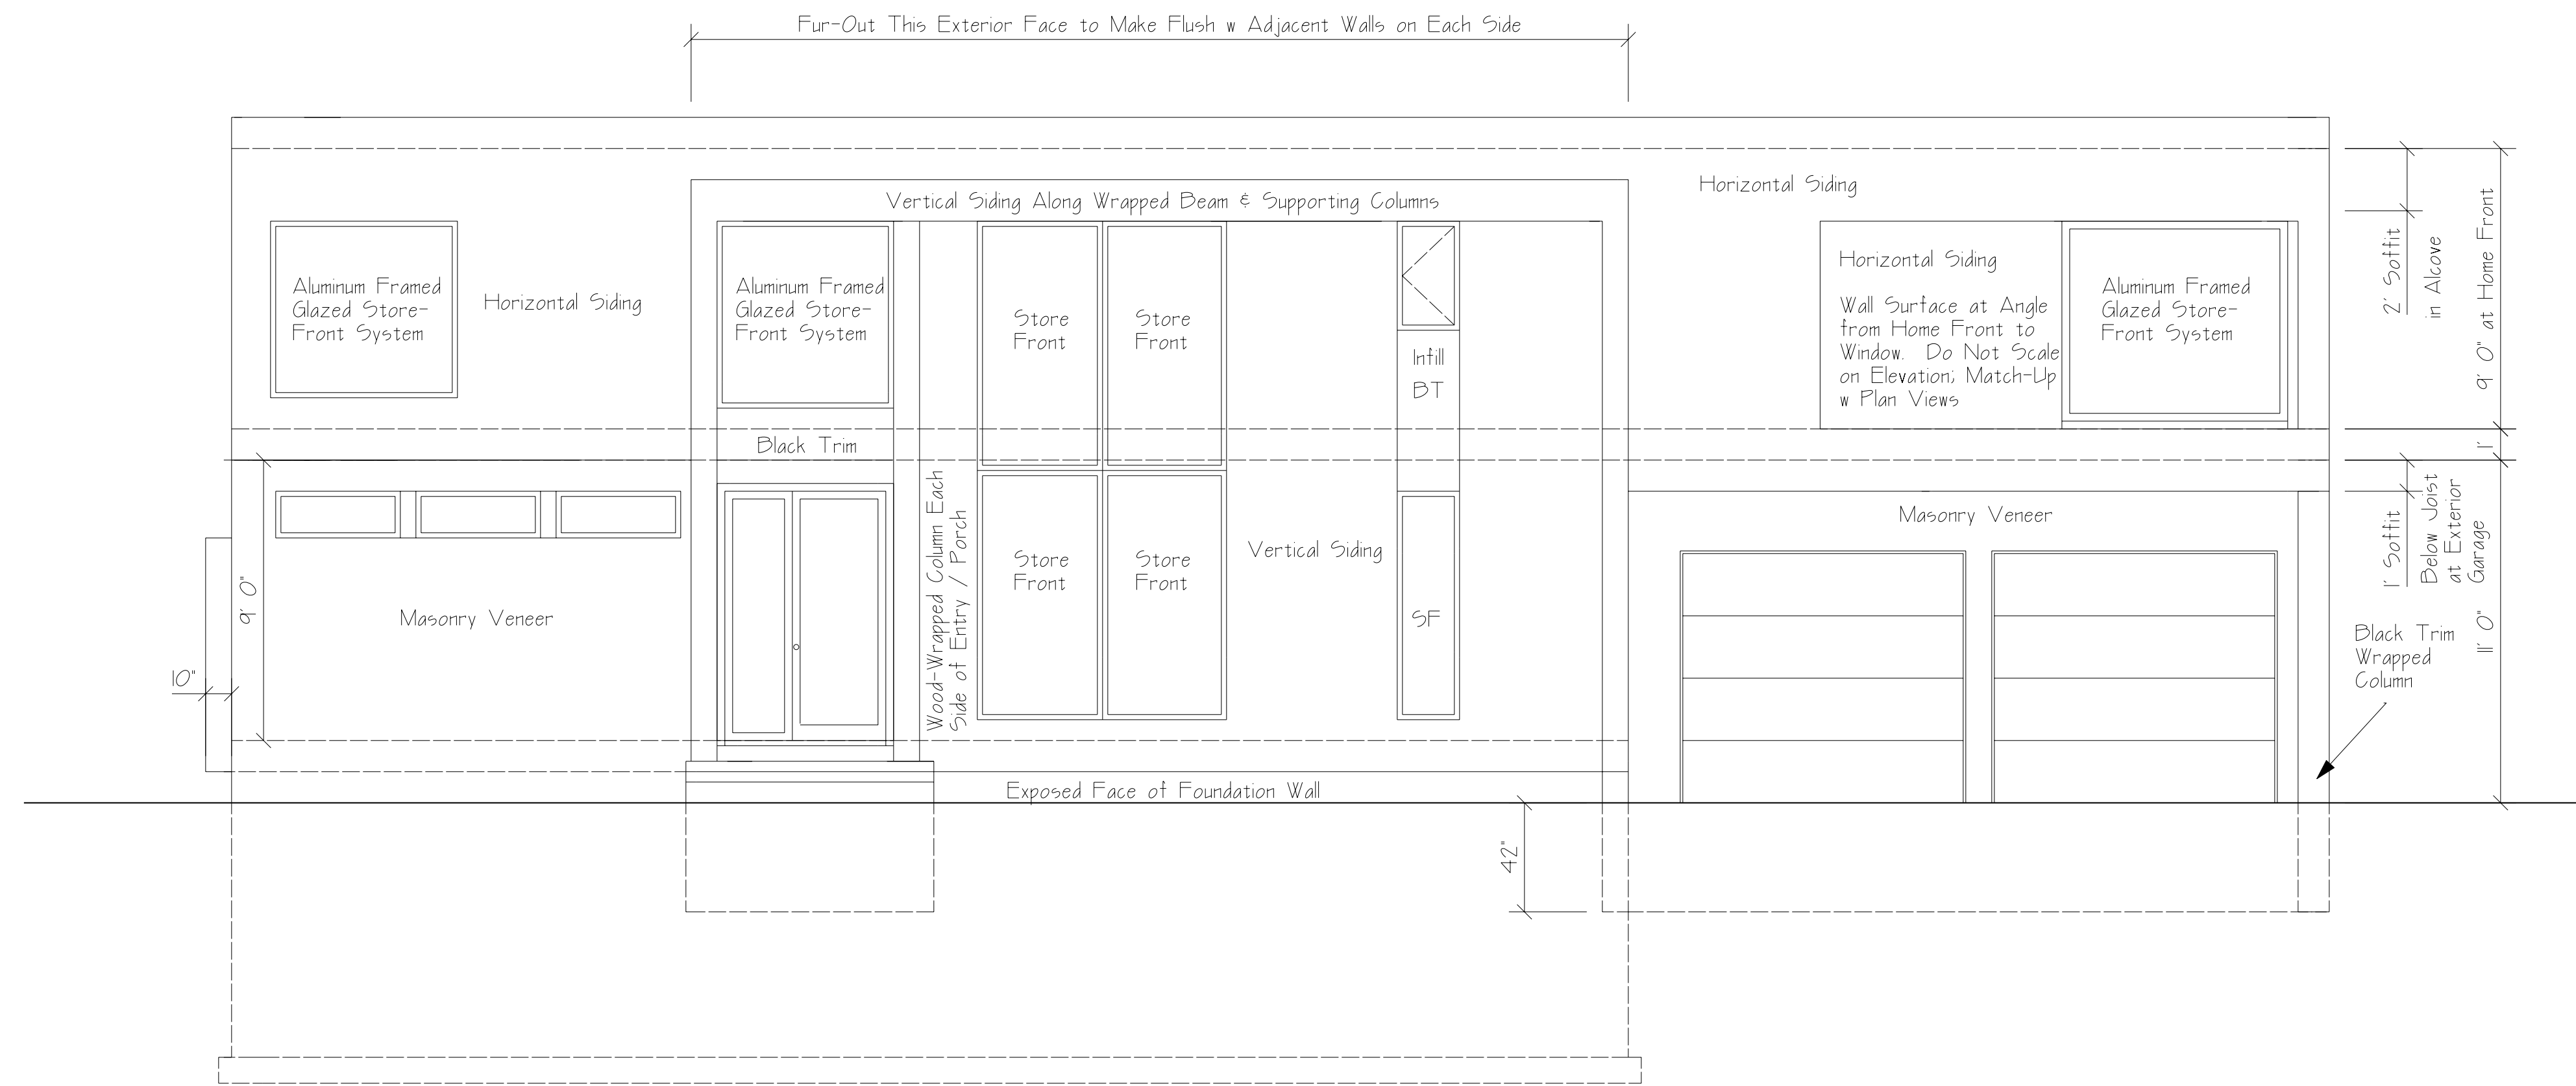 Fur-Out This Exterior Face to Make Flush w Adjacent Walls on Each Side
Vertical Siding Along Wrapped Beam & Supporting Columns
Horizontal Siding
Aluminum Framed
Glazed Store-
Front System
Horizontal Siding
Aluminum Framed
Glazed Store-
Front System
Store
Front
Store
Front
Infill
BT
Horizontal Siding
Wall Surface at Angle
from Home Front to
Window. Do Not Scale
on Elevation; Match-Up
w Plan Views
Aluminum Framed
Glazed Store-
Front System
2' Soffit
in Alcove
9' 0" at Home Front
1'
Black Trim
9' 0"
Masonry Veneer
10"
Wood-Wrapped Column Each
Side of Entry / Porch
Store
Front
Store
Front
Vertical Siding
SF
Masonry Veneer
1' Soffit
Below Joist
at Exterior
Garage
11' 0"
Black Trim
Wrapped
Column
Exposed Face of Foundation Wall
42"